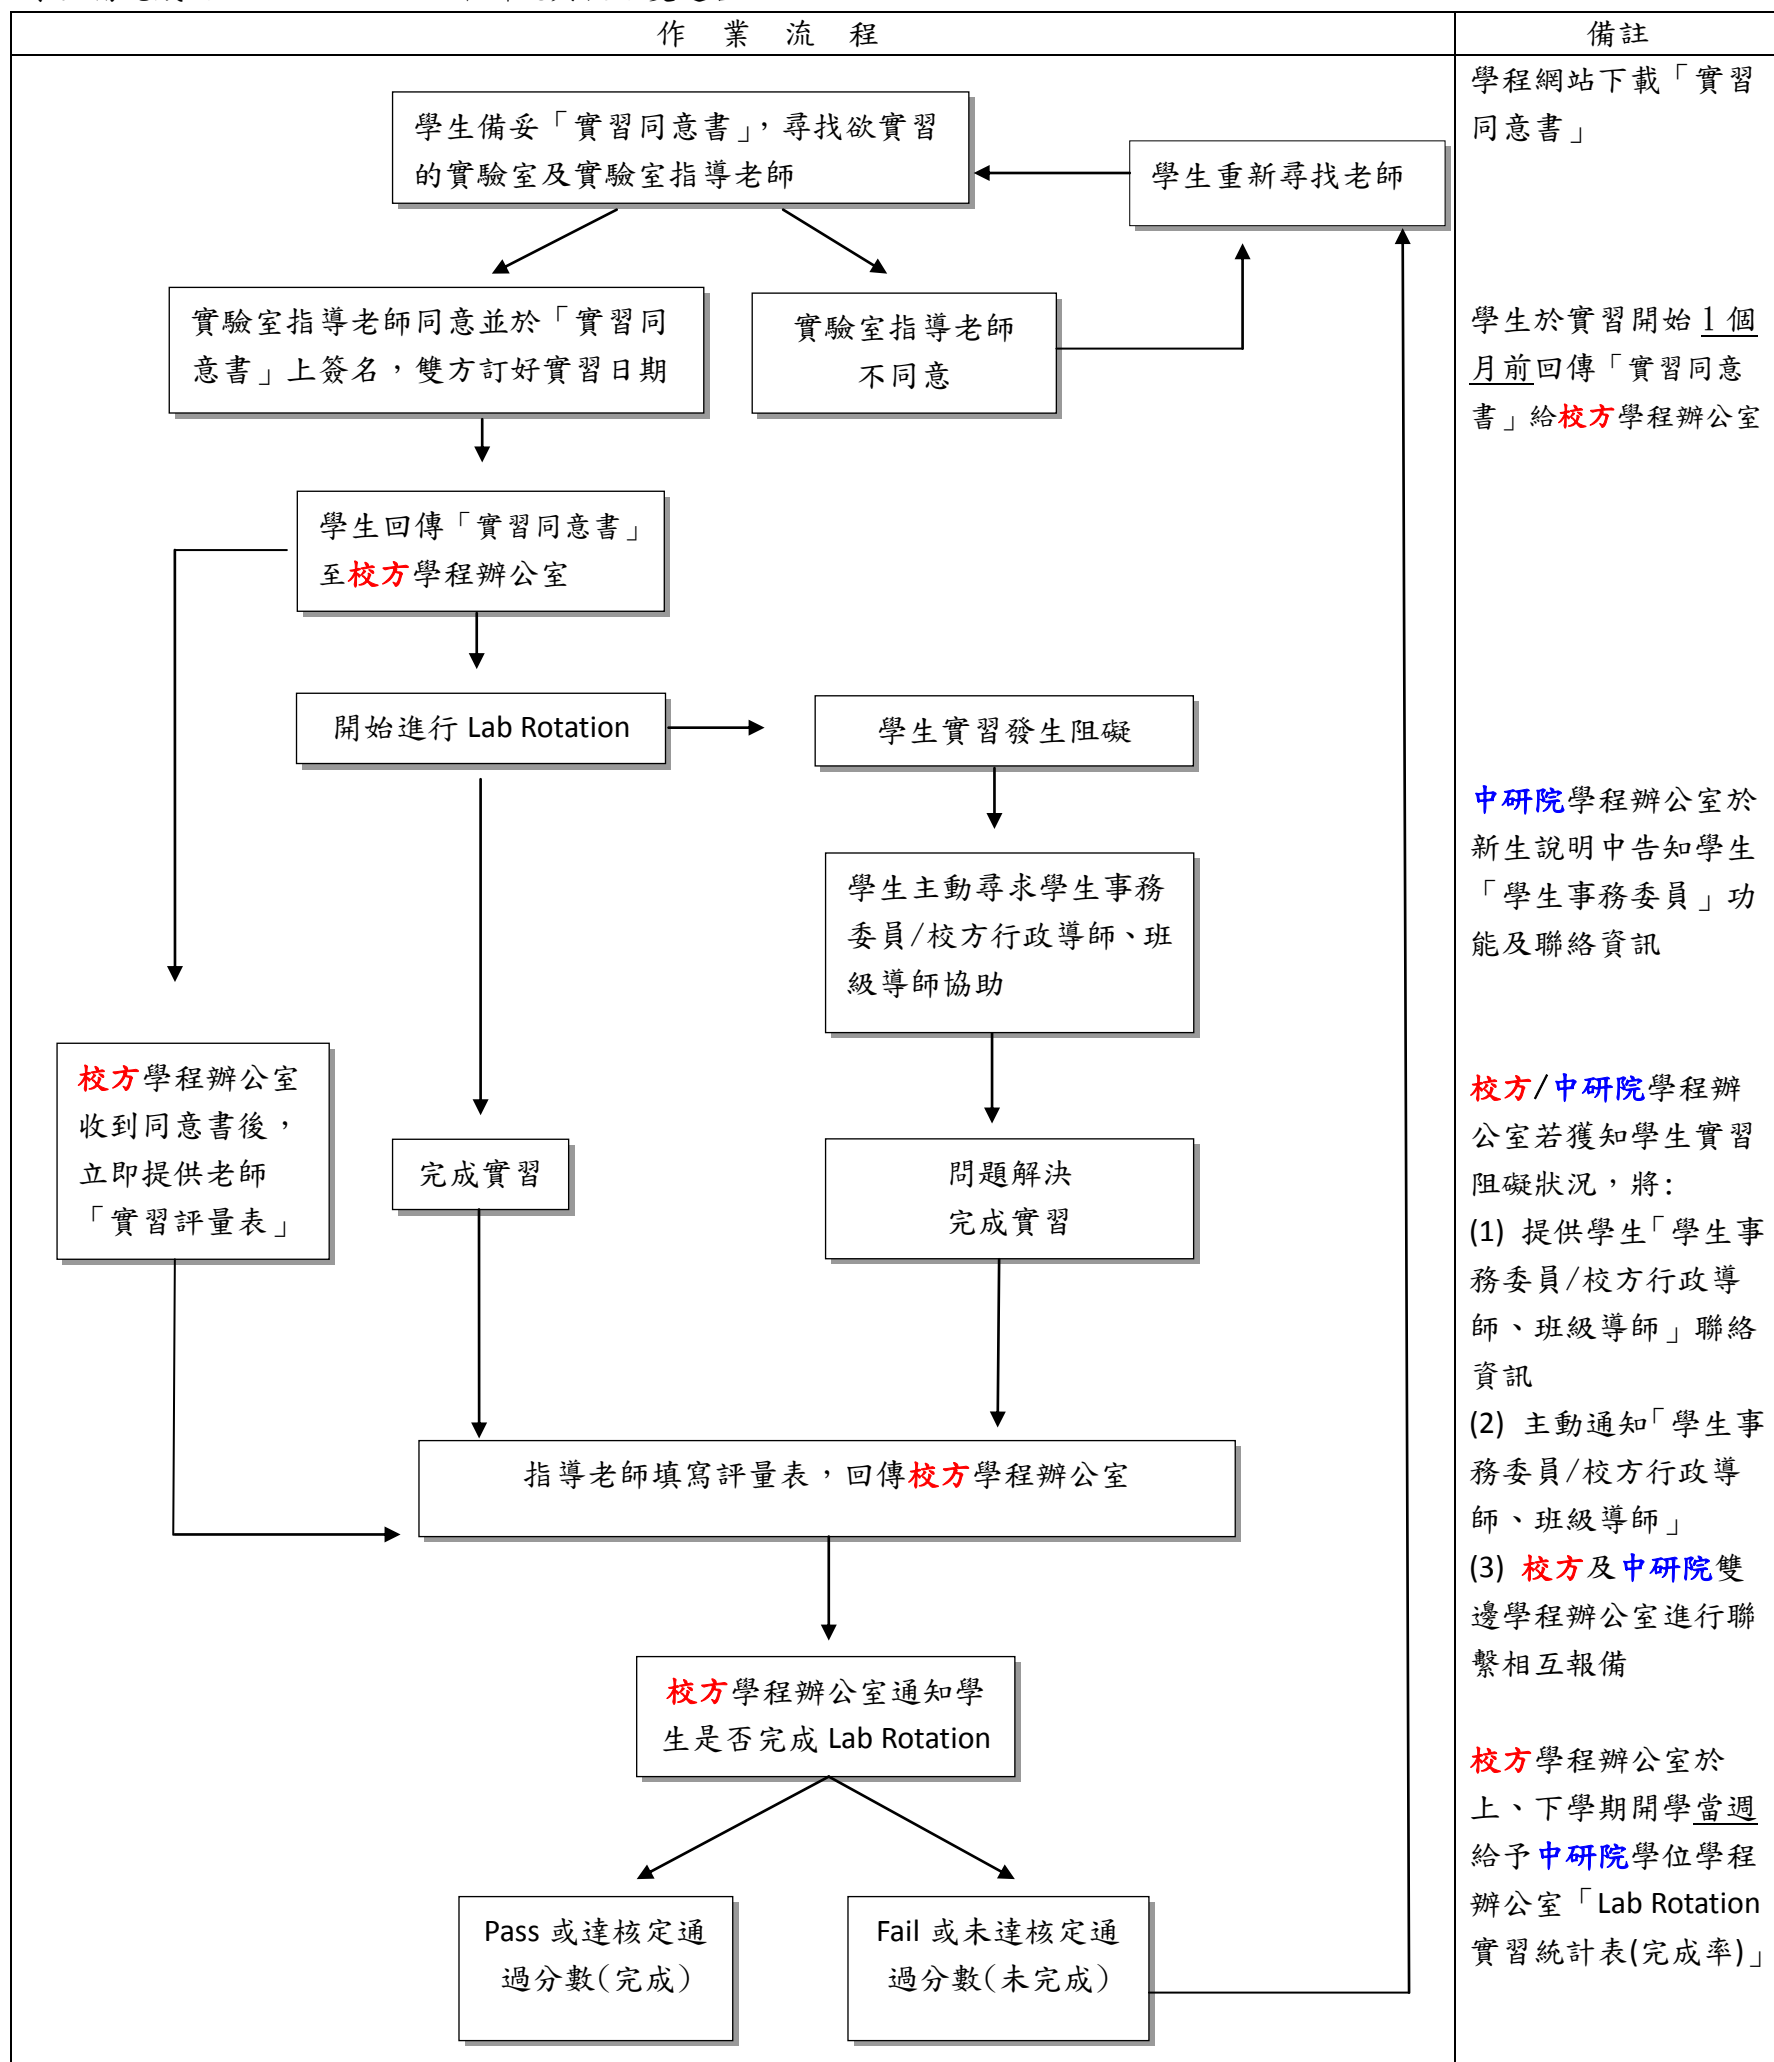 作 業 流 程
備註
學生備妥「實習同意書」，尋找欲實習
的實驗室及實驗室指導老師
學生重新尋找老師
實驗室指導老師同意並於「實習同
意書」上簽名，雙方訂好實習日期
實驗室指導老師
不同意
學生回傳「實習同意書」
至校方學程辦公室
開始進行 Lab Rotation
學生實習發生阻礙
學生主動尋求學生事務
委員/校方行政導師、班
級導師協助
校方學程辦公室
收到同意書後，
立即提供老師
「實習評量表」
完成實習
問題解決
完成實習
指導老師填寫評量表，回傳校方學程辦公室
校方學程辦公室通知學
生是否完成 Lab Rotation
Pass 或達核定通
過分數(完成)
Fail 或未達核定通
過分數(未完成)
學程網站下載「實習
同意書」
學生於實習開始 1 個
月前回傳「實習同意
書」給校方學程辦公室
中研院學程辦公室於
新生說明中告知學生
「學生事務委員」功
能及聯絡資訊
校方/中研院學程辦
公室若獲知學生實習
阻礙狀況，將:
(1) 提供學生「學生事
務委員/校方行政導
師、班級導師」聯絡
資訊
(2) 主動通知「學生事
務委員/校方行政導
師、班級導師」
(3) 校方及中研院雙
邊學程辦公室進行聯
繫相互報備
校方學程辦公室於
上、下學期開學當週
給予中研院學位學程
辦公室「Lab Rotation
實習統計表(完成率)」